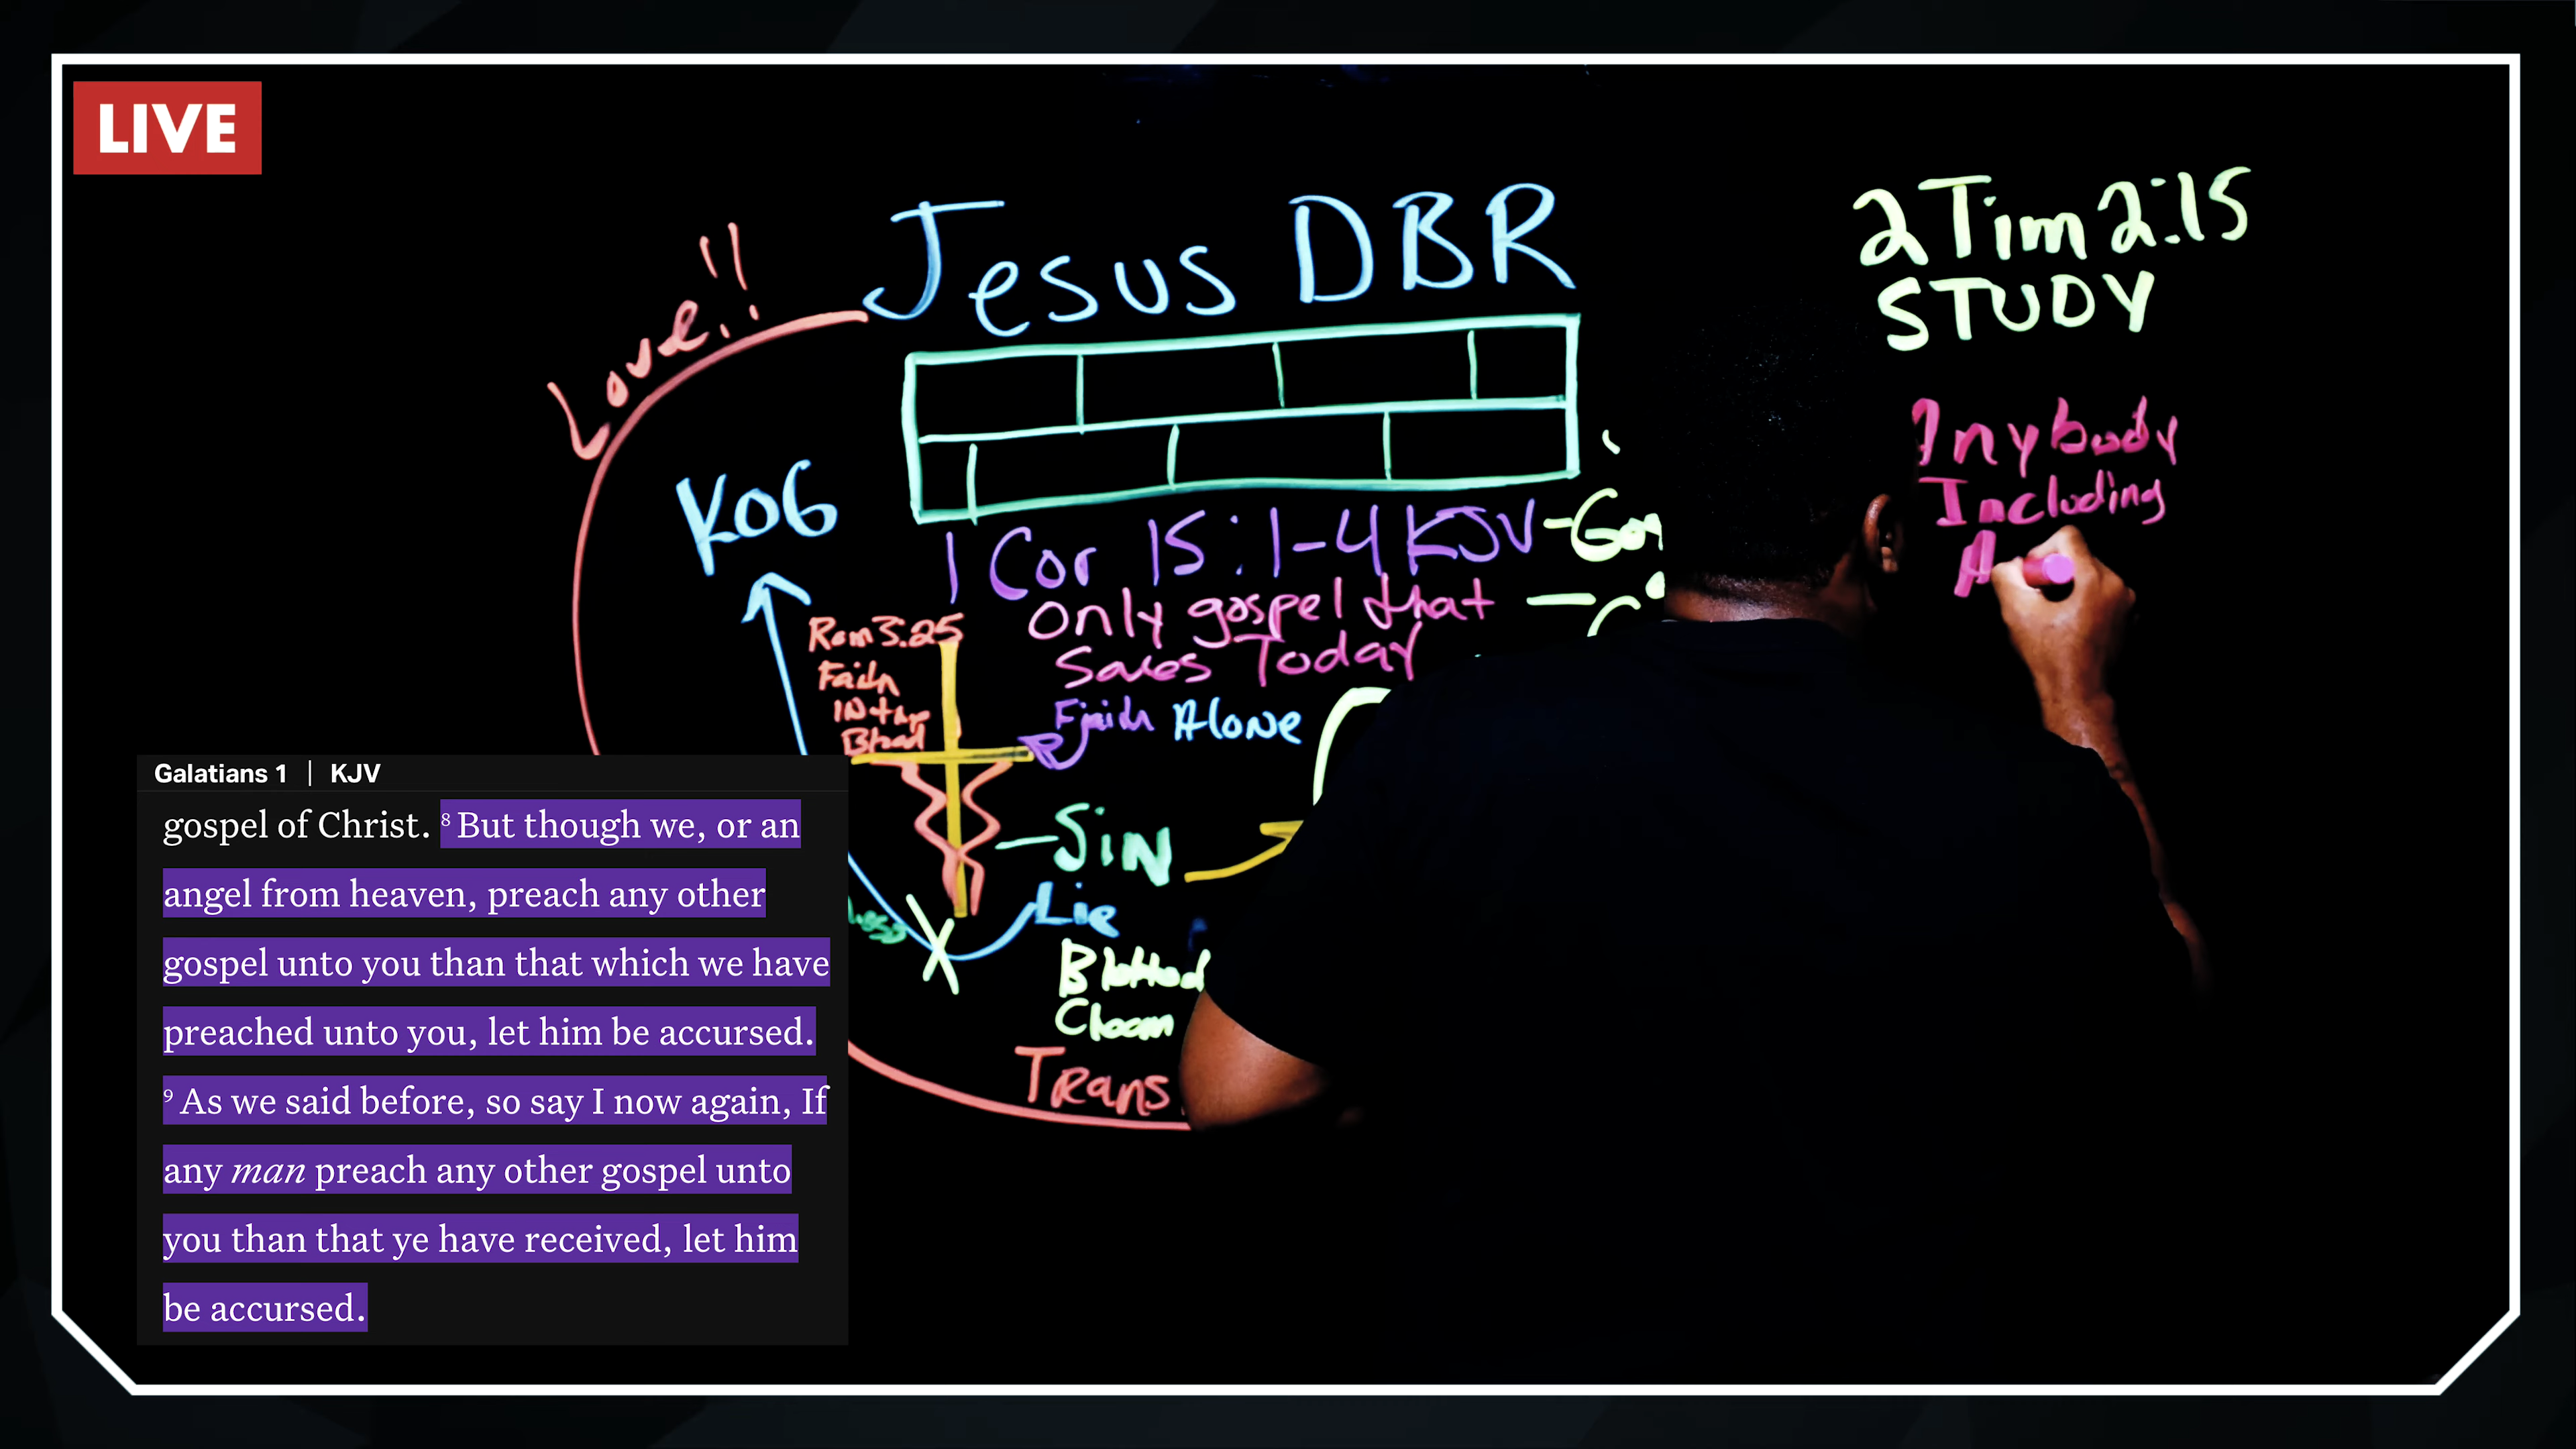 LIVE
Love!!
Jesus DBR
2 Tim 2:15
STUDY
KOG
1 Cor 15:1-4 KJV
Only gospel that
Saves Today
Faith Alone
Rom 3:25
Faith
IN the
Blood
Anybody
Including
A
-SiN
Lie
Blotted
Trans
Galatians 1 | KJV
gospel of Christ. 8 But though we, or an
angel from heaven, preach any other
gospel unto you than that which we have
preached unto you, let him be accursed.
9 As we said before, so say I now again, If
any man preach any other gospel unto
you than that ye have received, let him
be accursed.